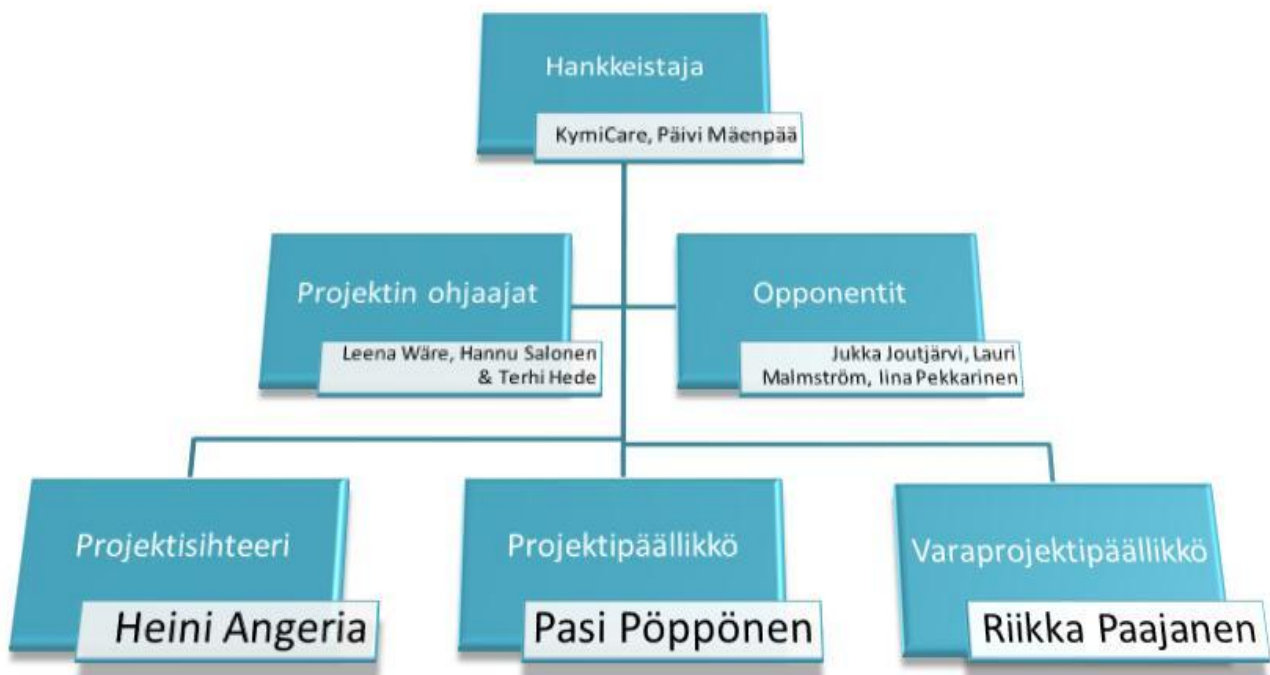 Hankkeistaja
KymiCare, Päivi Mäenpää
Projektin ohjaajat
Leena Wäre, Hannu Salonen
& Terhi Hede
Opponentit
Jukka Joutjärvi, Lauri
Malmström, Iina Pekkarinen
Projektisihteeri
Heini Angeria
Projektipäällikkö
Pasi Pöppönen
Varaprojektipäällikkö
Riikka Paajanen